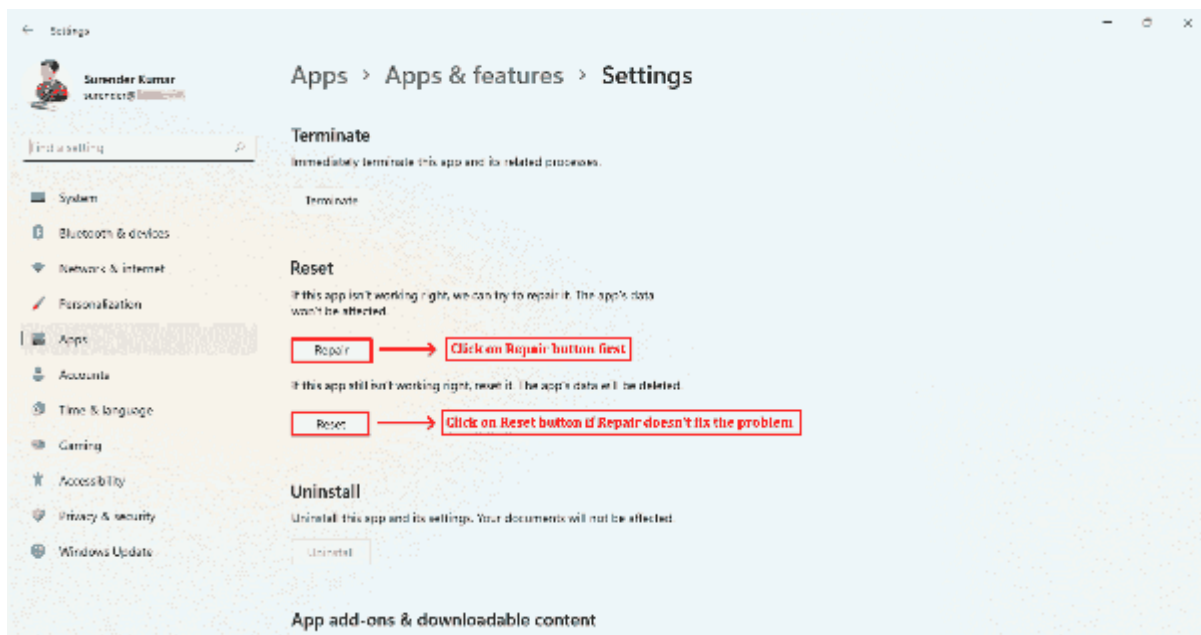 Settings
Surender Kumar
surender@
Find a setting
System
Bluetooth & devices
Network & internet
Personalization
Apps
Accounts
Time & language
Gaming
Accessibility
Privacy & security
Windows Update
Apps > Apps & features > Settings
Terminate
Immediately terminate this app and its related processes.
Terminate
Reset
If this app isn't working right, we can try to repair it. The app's data
won't be affected.
Repair
Click on Repair button first
If this app still isn't working right, reset it. The app's data will be deleted.
Reset
Click on Reset button if Repair doesn't fix the problem
Uninstall
Uninstall this app and its settings. Your documents will not be affected.
Uninstall
App add-ons & downloadable content